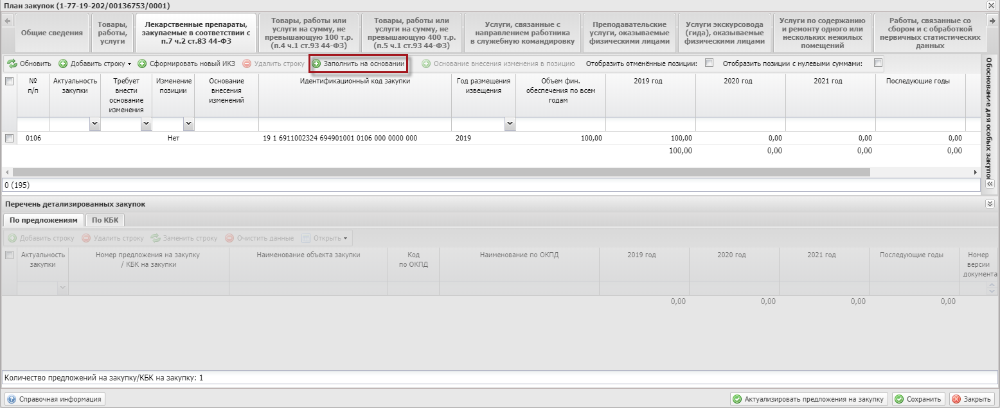 План закупок (1-77-19-202/00136753/0001)
Общие сведения
Товары,
работы,
услуги
Лекарственные препараты,
закупаемые в соответствии с
п.7 ч.2 ст.83 44-ФЗ
Товары, работы или
услуги на сумму, не
превышающую 100 т.р.
(п.4 ч.1 ст.93 44-ФЗ)
Товары, работы или
услуги на сумму, не
превышающую 400 т.р.
(п.5 ч.1 ст.93 44-ФЗ)
Услуги, связанные с
направлением работника
в служебную командировку
Преподавательские
услуги, оказываемые
физическими лицами
Услуги экскурсовода
(гида), оказываемые
физическими лицами
Услуги по содержанию
и ремонту одного или
нескольких нежилых
помещений
Работы, связанные со
сбором и с обработкой
первичных статистических
данных
Обновить Добавить строку Сформировать новый ИКЗ Удалить строку Заполнить на основании Основание внесения изменения в позицию Отобразить отменённые позиции: Отобразить позиции с нулевыми суммами:
№
п/п
Актуальность
закупки
Требует
внести
основание
изменения
Изменение
позиции
Основание
внесения
изменений
Идентификационный код закупки
Год размещения
извещения
Объем фин.
обеспечения по всем
годам
2019 год
2020 год
2021 год
Последующие годы
0106 Нет 19 1 6911002324 694901001 0106 000 0000 000 2019 100,00 100,00 0,00 0,00 0,00
100,00 0,00 0,00 0,00
0 (195)
Обоснование для особых закупо
Перечень детализированных закупок
По предложениям По КБК
Добавить строку Удалить строку Заменить строку Очистить данные Открыть
Актуальность
закупки
Номер предложения на закупку
/ КБК на закупки
Наименование объекта закупки
Код
по ОКПД
Наименование по ОКПД
2019 год
2020 год
2021 год
Последующие годы
Номер
версии
документа
0,00 0,00 0,00 0,00
Количество предложений на закупку/КБК на закупку: 1
Справочная информация Актуализировать предложения на закупку Сохранить Закрыть